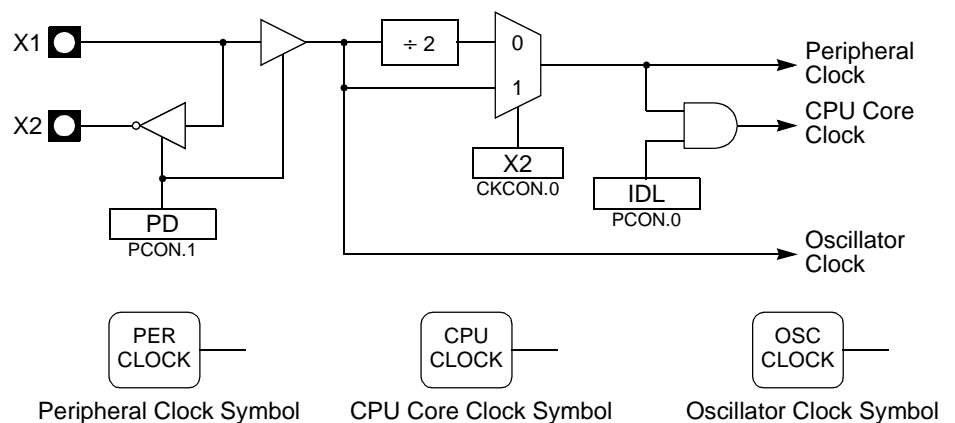 X1
÷ 2
0
Peripheral
Clock
1
X2
CPU Core
Clock
X2
CKCON.0
IDL
PCON.0
PD
PCON.1
Oscillator
Clock
PER
CLOCK
CPU
CLOCK
OSC
CLOCK
Peripheral Clock Symbol
CPU Core Clock Symbol
Oscillator Clock Symbol